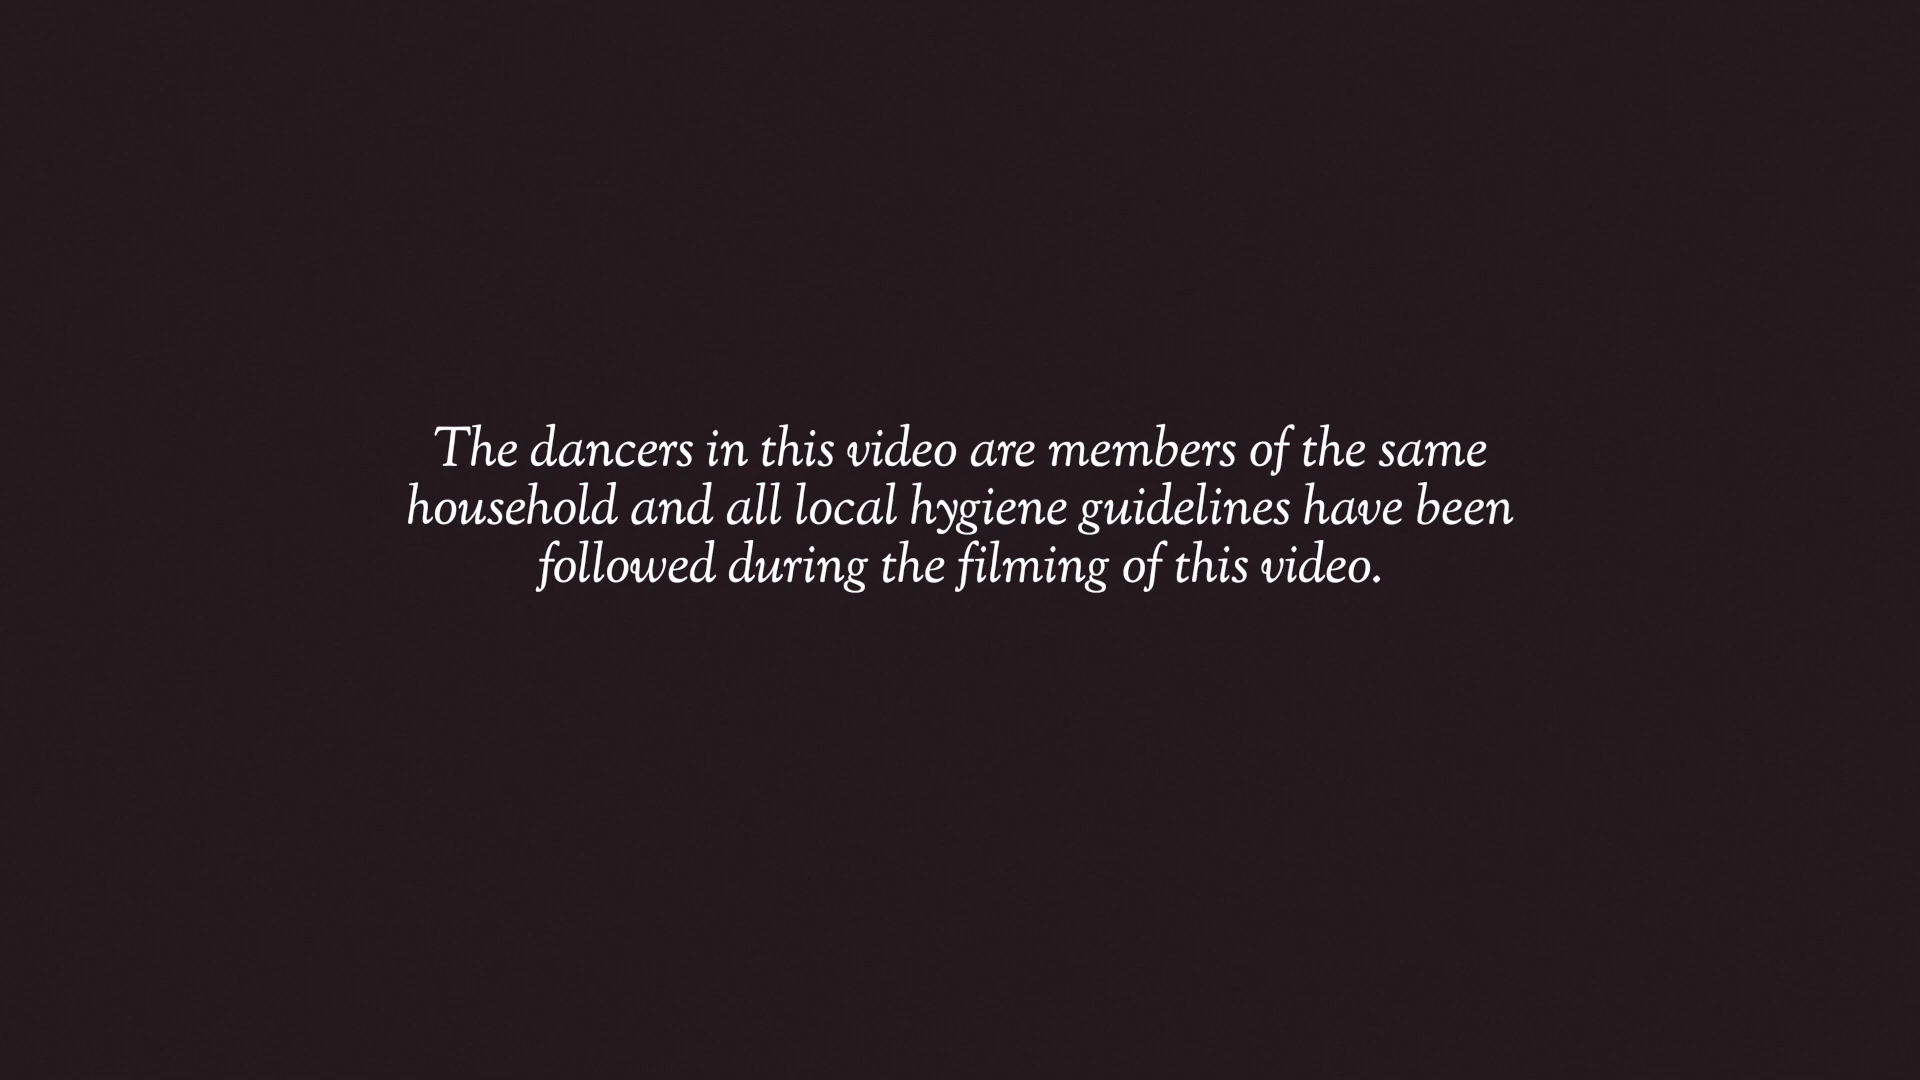 The dancers in this video are members of the same
household and all local hygiene guidelines have been
followed during the filming of this video.